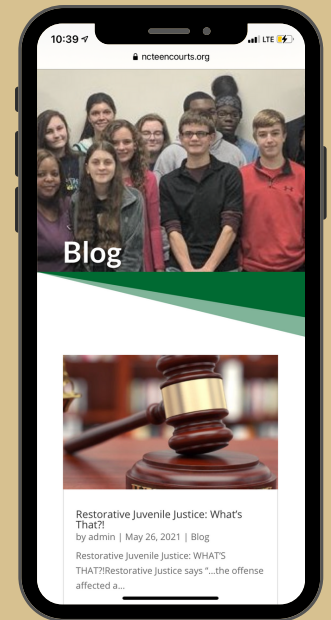 10:39
LTE
ncteencourts.org
Blog
Restorative Juvenile Justice: What's
That?!
by admin | May 26, 2021 | Blog
Restorative Juvenile Justice: WHAT'S
THAT?!Restorative Justice says “...the offense
affected a...